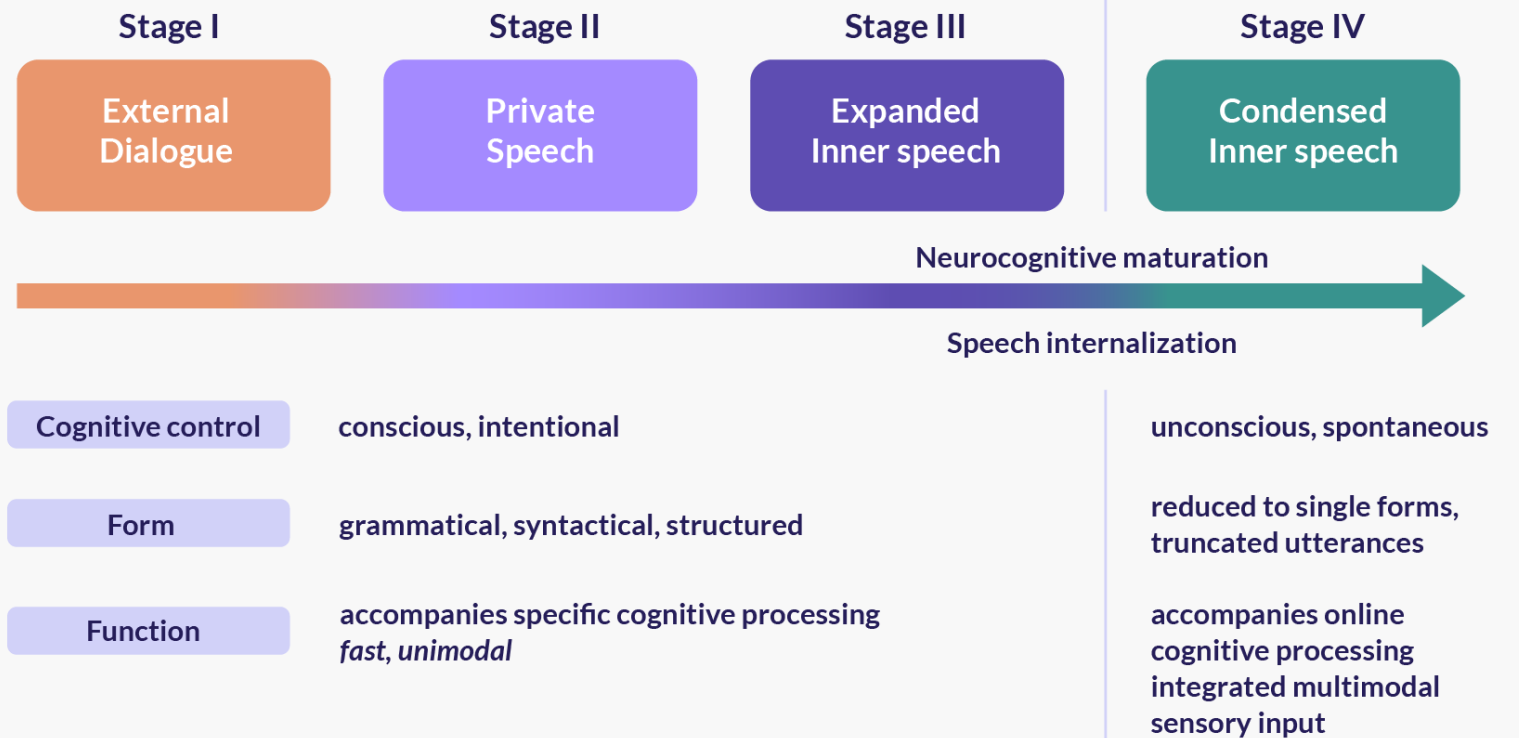 Stage I
Stage II
Stage III
Stage IV
External
Dialogue
Private
Speech
Expanded
Inner speech
Condensed
Inner speech
Neurocognitive maturation
Speech internalization
Cognitive control
conscious, intentional
unconscious, spontaneous
Form
grammatical, syntactical, structured
reduced to single forms,
truncated utterances
Function
accompanies specific cognitive processing
fast, unimodal
accompanies online
cognitive processing
integrated multimodal
sensory input